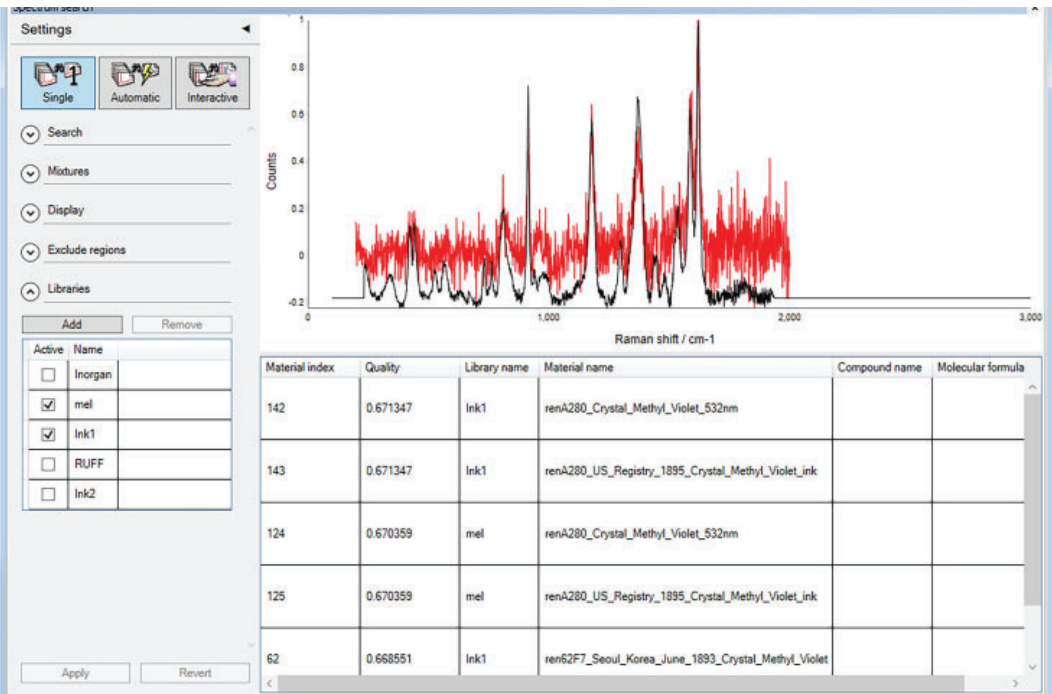 Spectrum search
Settings
Single Automatic Interactive
Search
Mixtures
Display
Exclude regions
Libraries
Add Remove
Active Name
Inorgan
mel
Ink1
RUFF
Ink2
Apply Revert
1
0.8
0.6
0.4
0.2
0
-0.2
Counts
0 1,000 2,000 3,000
Raman shift / cm-1
Material index Quality Library name Material name Compound name Molecular formula
142 0.671347 Ink1 renA280_Crystal_Methyl_Violet_532nm
143 0.671347 Ink1 renA280_US_Registry_1895_Crystal_Methyl_Violet_ink
124 0.670359 mel renA280_Crystal_Methyl_Violet_532nm
125 0.670359 mel renA280_US_Registry_1895_Crystal_Methyl_Violet_ink
62 0.668551 Ink1 ren62F7_Seoul_Korea_June_1893_Crystal_Methyl_Violet